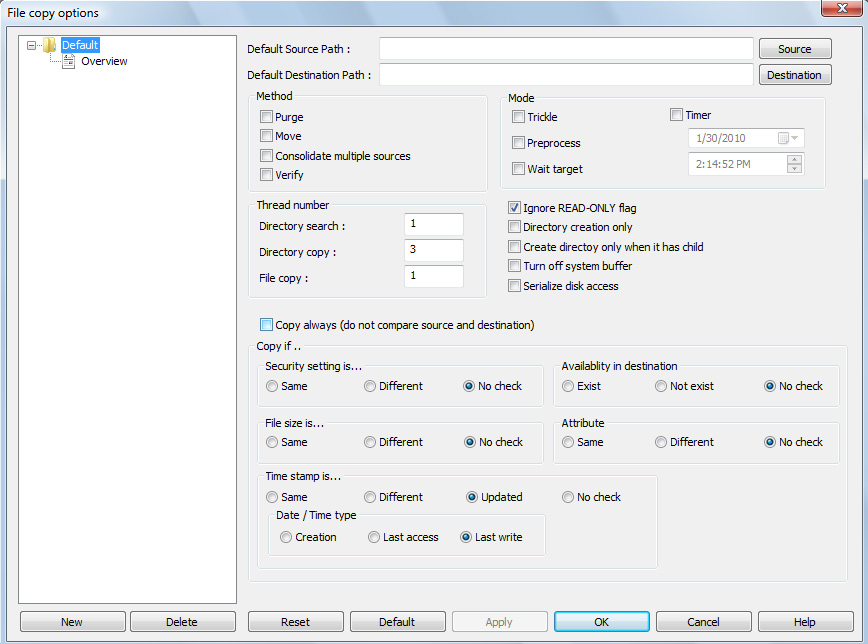 File copy options
Default
Overview
Default Source Path :
Source
Default Destination Path :
Destination
Method
Purge
Move
Consolidate multiple sources
Verify
Mode
Trickle
Timer
Preprocess
1/30/2010
Wait target
2:14:52 PM
Thread number
Directory search :
1
Directory copy :
3
File copy :
1
Ignore READ-ONLY flag
Directory creation only
Create directoy only when it has child
Turn off system buffer
Serialize disk access
Copy always (do not compare source and destination)
Copy if ..
Security setting is...
Same Different No check
Availablity in destination
Exist Not exist No check
File size is...
Same Different No check
Attribute
Same Different No check
Time stamp is...
Same Different Updated No check
Date / Time type
Creation Last access Last write
New Delete Reset Default Apply OK Cancel Help